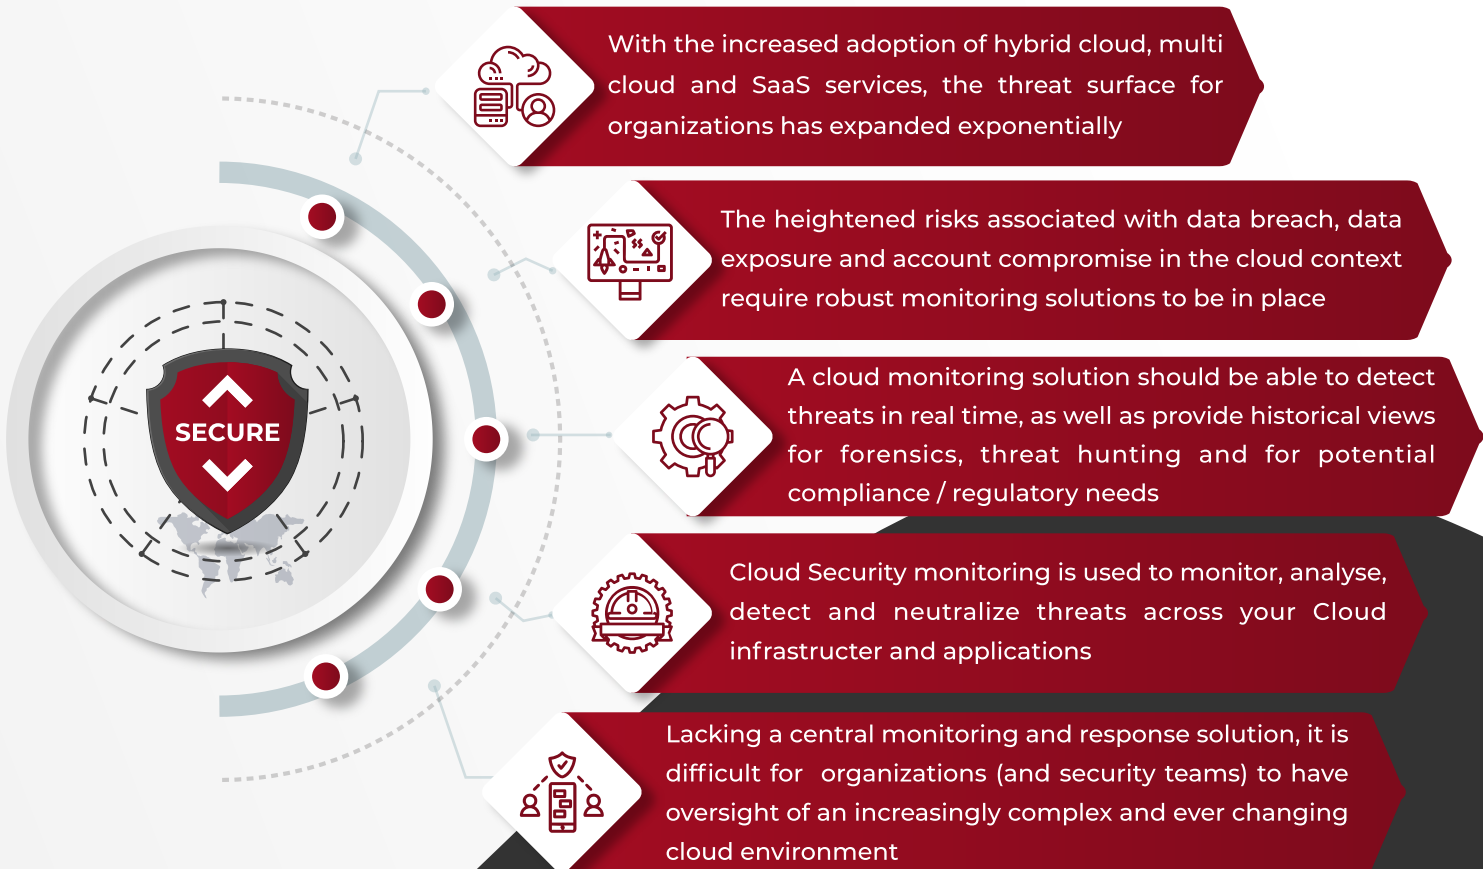 With the increased adoption of hybrid cloud, multi
cloud and SaaS services, the threat surface for
organizations has expanded exponentially
The heightened risks associated with data breach, data
exposure and account compromise in the cloud context
require robust monitoring solutions to be in place
A cloud monitoring solution should be able to detect
threats in real time, as well as provide historical views
for forensics, threat hunting and for potential
compliance / regulatory needs
SECURE
Cloud Security monitoring is used to monitor, analyse,
detect and neutralize threats across your Cloud
infrastructer and applications
Lacking a central monitoring and response solution, it is
difficult for organizations (and security teams) to have
oversight of an increasingly complex and ever changing
cloud environment